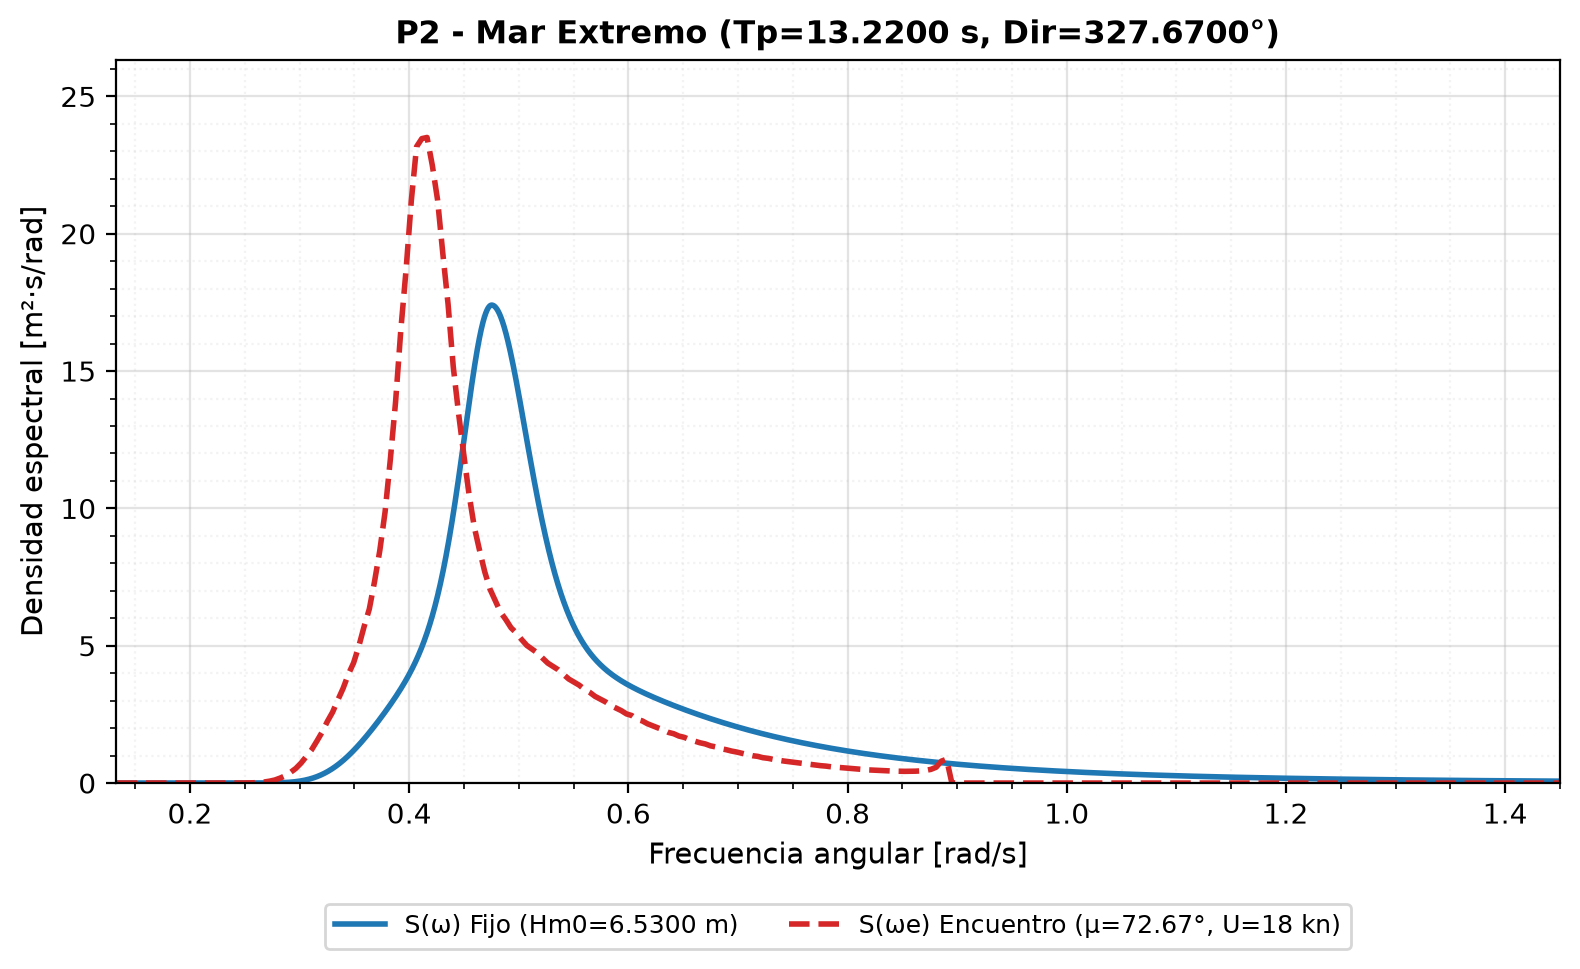 P2 - Mar Extremo (Tp=13.2200 s, Dir=327.6700°)
Densidad espectral [m²·s/rad]
25
20
15
10
5
0
0.2 0.4 0.6 0.8 1.0 1.2 1.4
Frecuencia angular [rad/s]
S(ω) Fijo (Hm0=6.5300 m) S(ωe) Encuentro (μ=72.67°, U=18 kn)